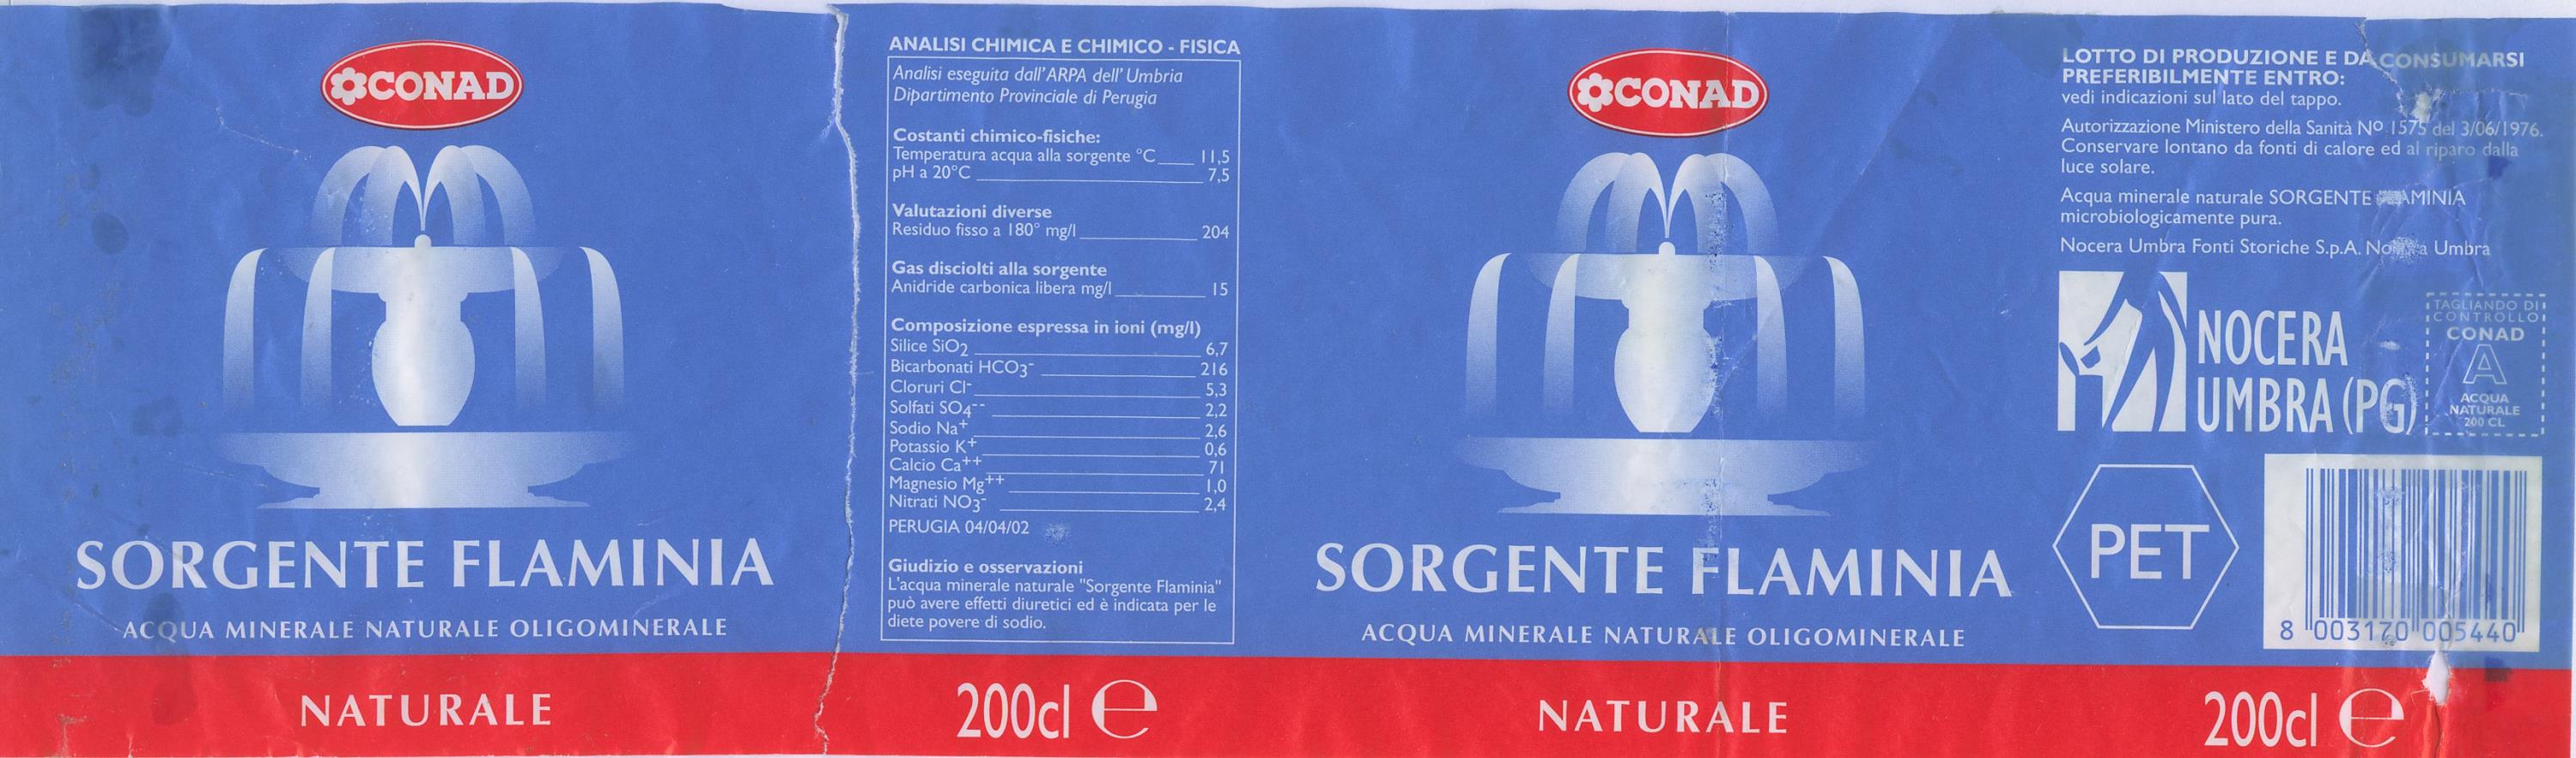 CONAD
SORGENTE FLAMINIA
ACQUA MINERALE NATURALE OLIGOMINERALE
NATURALE
ANALISI CHIMICA E CHIMICO - FISICA
Analisi eseguita dall'ARPA dell'Umbria
Dipartimento Provinciale di Perugia
Costanti chimico-fisiche:
Temperatura acqua alla sorgente °C 11,5
pH a 20°C 7,5
Valutazioni diverse
Residuo fisso a 180° mg/l 204
Gas disciolti alla sorgente
Anidride carbonica libera mg/l 15
Composizione espressa in ioni (mg/l)
Silice SiO2 6,7
Bicarbonati HCO3- 216
Cloruri Cl- 5,3
Solfati SO4-- 2,2
Sodio Na+ 2,6
Potassio K+ 0,6
Calcio Ca++ 71
Magnesio Mg++ 1,0
Nitrati NO3- 2,4
PERUGIA 04/04/02
Giudizio e osservazioni
L'acqua minerale naturale "Sorgente Flaminia"
può avere effetti diuretici ed è indicata per le
diete povere di sodio.
200cl e
CONAD
SORGENTE FLAMINIA
ACQUA MINERALE NATURALE OLIGOMINERALE
NATURALE
LOTTO DI PRODUZIONE E DA CONSUMARSI
PREFERIBILMENTE ENTRO:
vedi indicazioni sul lato del tappo.
Autorizzazione Ministero della Sanità Nº 1575 del 3/06/1976.
Conservare lontano da fonti di calore ed al riparo dalla
luce solare.
Acqua minerale naturale SORGENTE FLAMINIA
microbiologicamente pura.
Nocera Umbra Fonti Storiche S.p.A. Nocera Umbra
NOCERA
UMBRA (PG)
TAGLIANDO DI
CONTROLLO
CONAD
A
ACQUA
NATURALE
200 CL
PET
8 003170 005440
200cl e